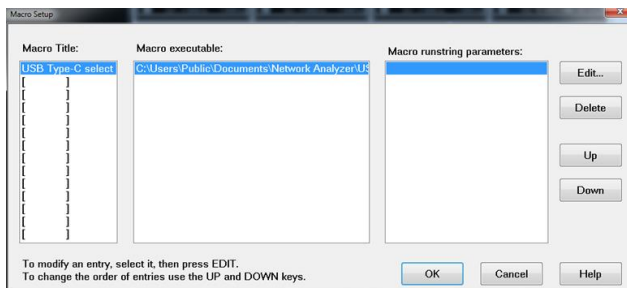 Macro Setup
Macro Title:
Macro executable:
Macro runstring parameters:
USB Type-C select
C:\Users\Public\Documents\Network Analyzer\US
[ ]
[ ]
[ ]
[ ]
[ ]
[ ]
[ ]
[ ]
[ ]
[ ]
[ ]
[ ]
[ ]
Edit...
Delete
Up
Down
To modify an entry, select it, then press EDIT.
To change the order of entries use the UP and DOWN keys.
OK
Cancel
Help